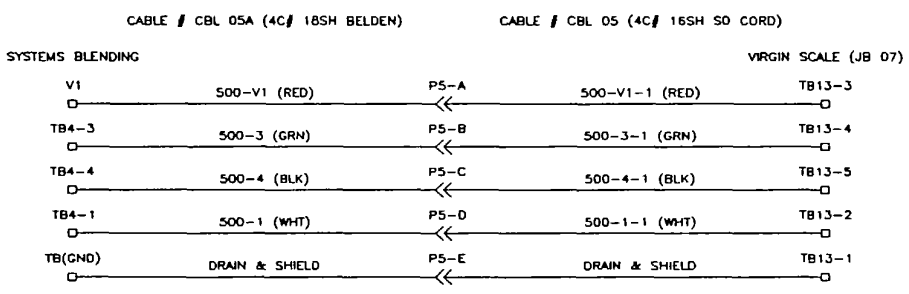 CABLE # CBL 05A (4C# 18SH BELDEN) CABLE # CBL 05 (4C# 16SH SO CORD)
SYSTEMS BLENDING VIRGIN SCALE (JB 07)
V1 500-V1 (RED) P5-A 500-V1-1 (RED) TB13-3
TB4-3 500-3 (GRN) P5-B 500-3-1 (GRN) TB13-4
TB4-4 500-4 (BLK) P5-C 500-4-1 (BLK) TB13-5
TB4-1 500-1 (WHT) P5-D 500-1-1 (WHT) TB13-2
TB(GND) DRAIN & SHIELD P5-E DRAIN & SHIELD TB13-1